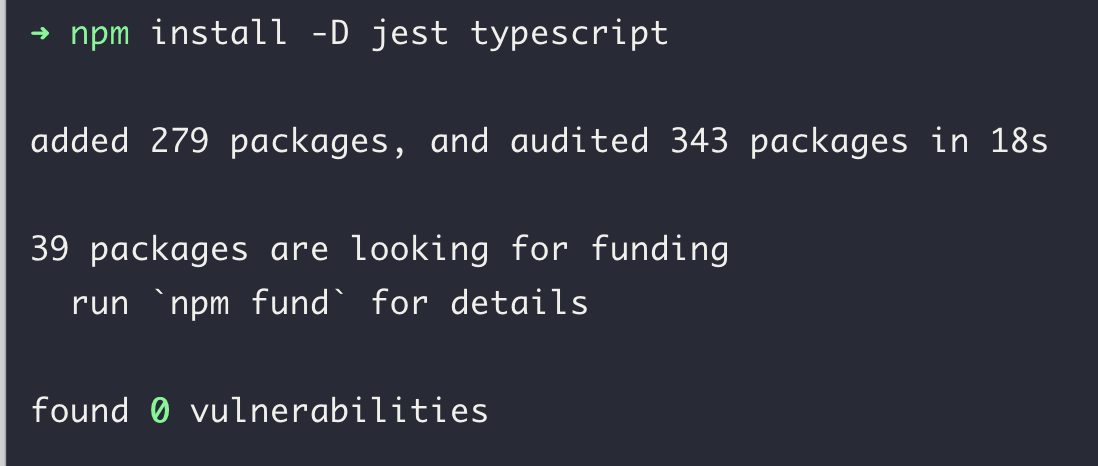 ➜ npm install -D jest typescript
added 279 packages, and audited 343 packages in 18s
39 packages are looking for funding
  run `npm fund` for details
found 0 vulnerabilities